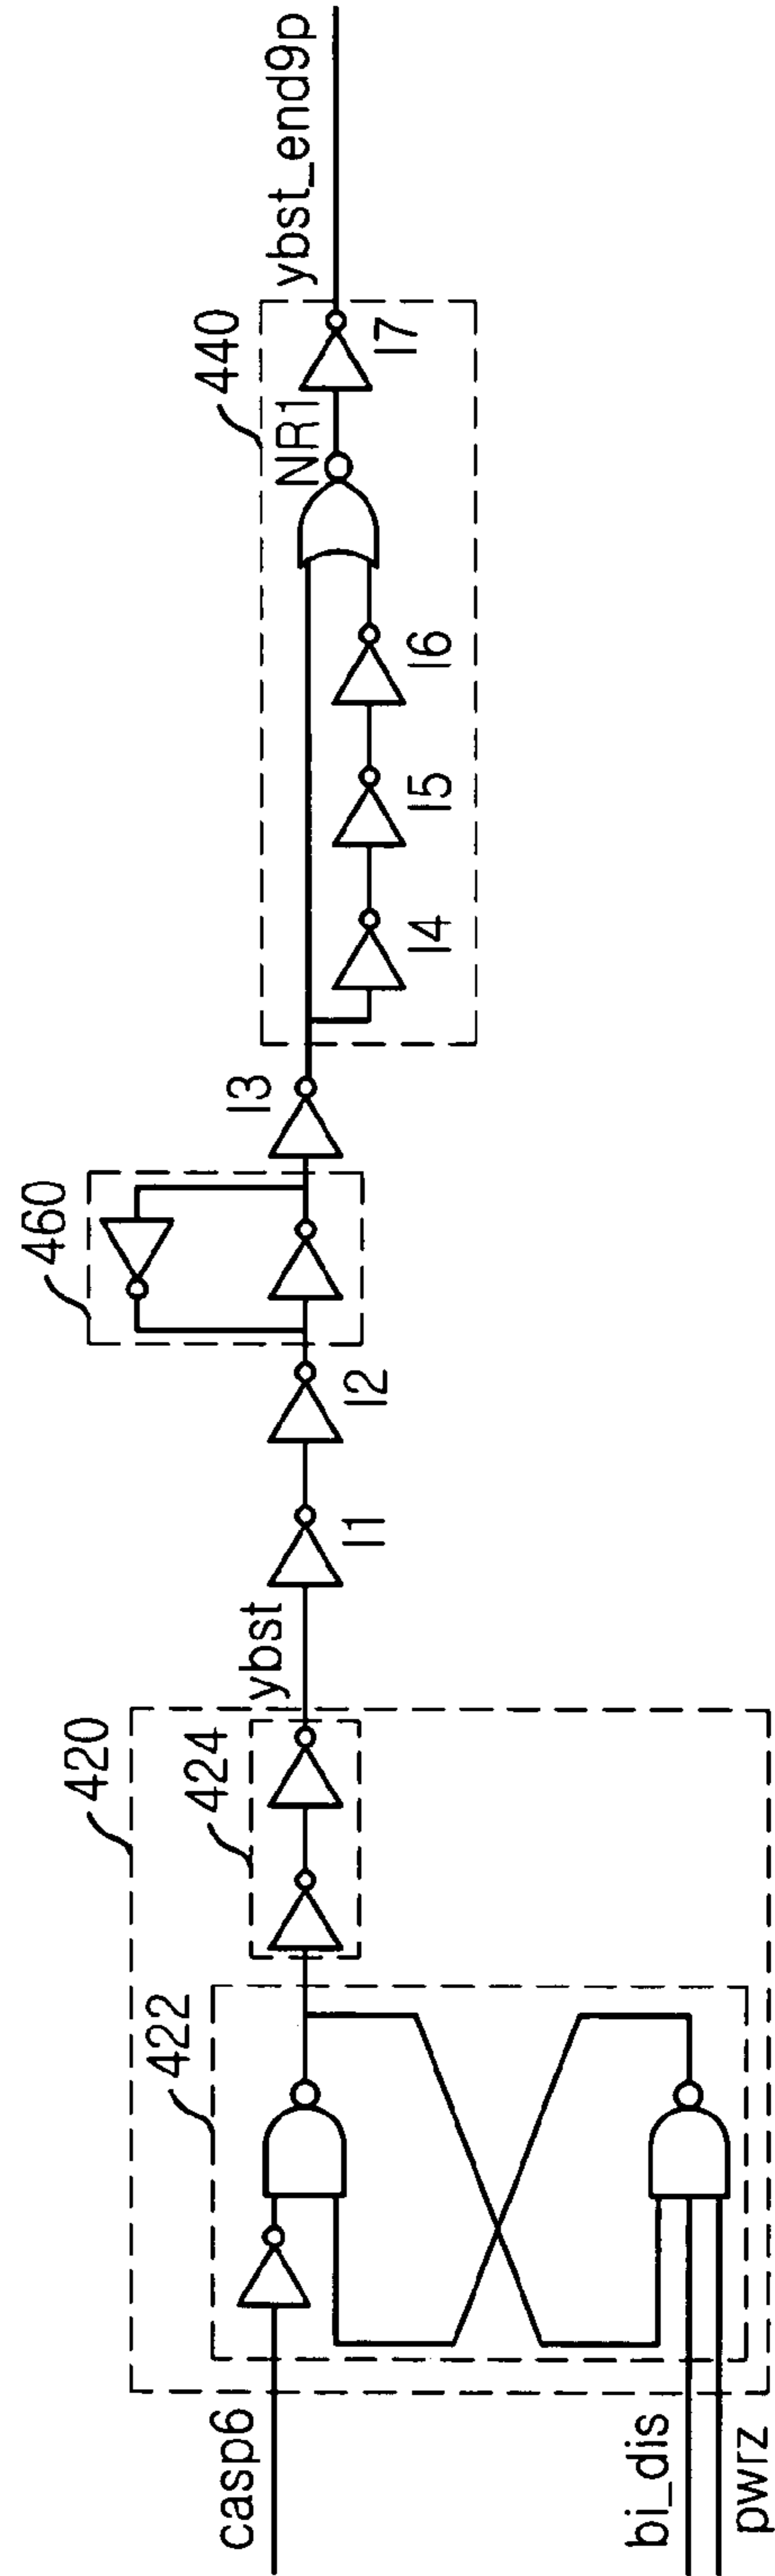 casp6
bi_dis
pwrz
420
422
424
ybst
I1
I2
460
I3
440
I4
I5
I6
NR1
I7
ybst_end9p